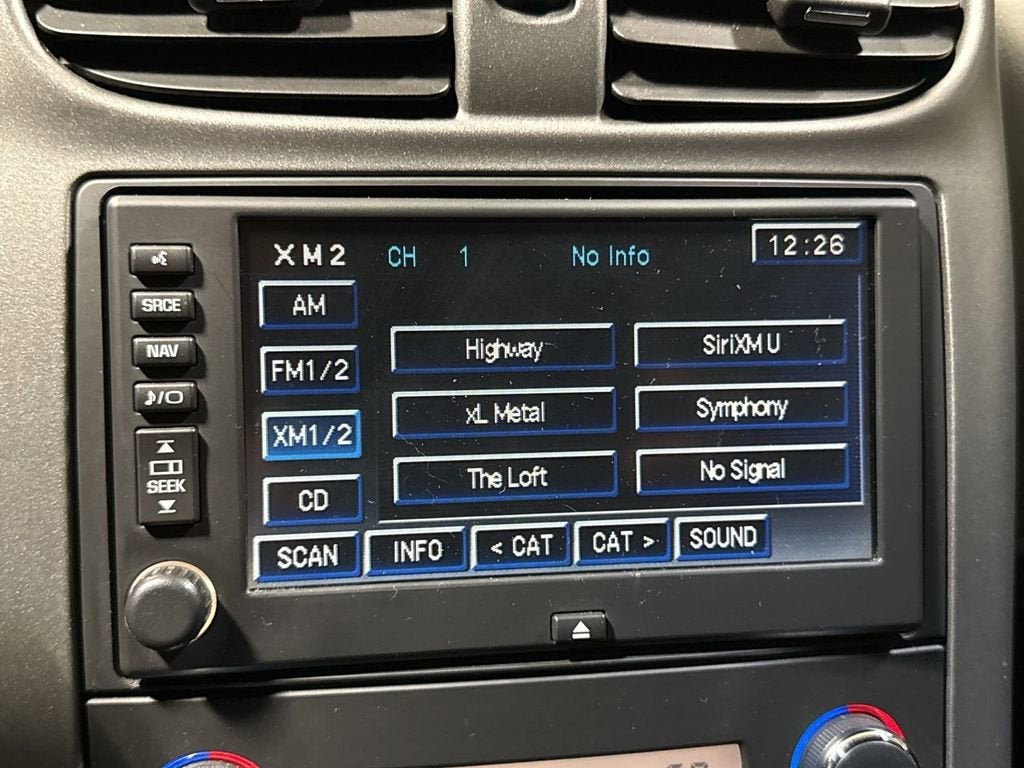 XM2 CH 1 No Info 12:26
SRCE
NAV
♪/O
SEEK
AM
FM1/2
XM1/2
CD
Highway SiriXM U
xL Metal Symphony
The Loft No Signal
SCAN INFO < CAT CAT > SOUND